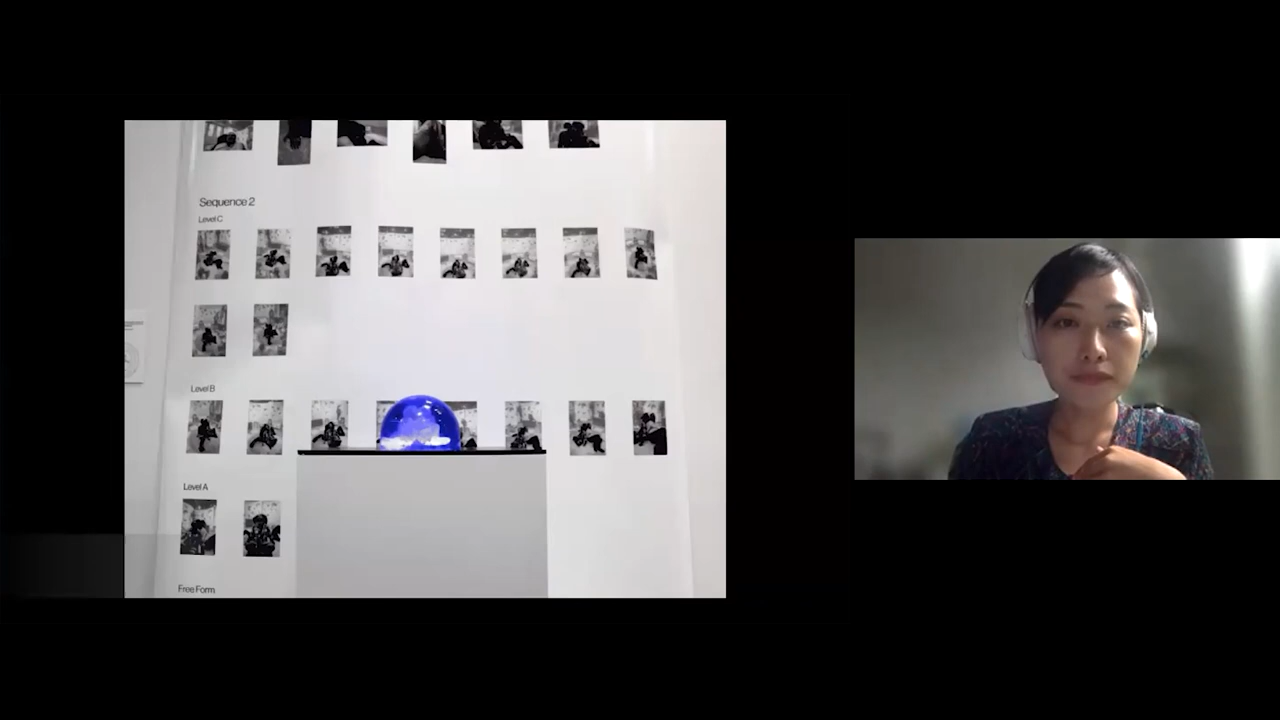 Sequence 2
Level C
Level B
Level A
Free Form